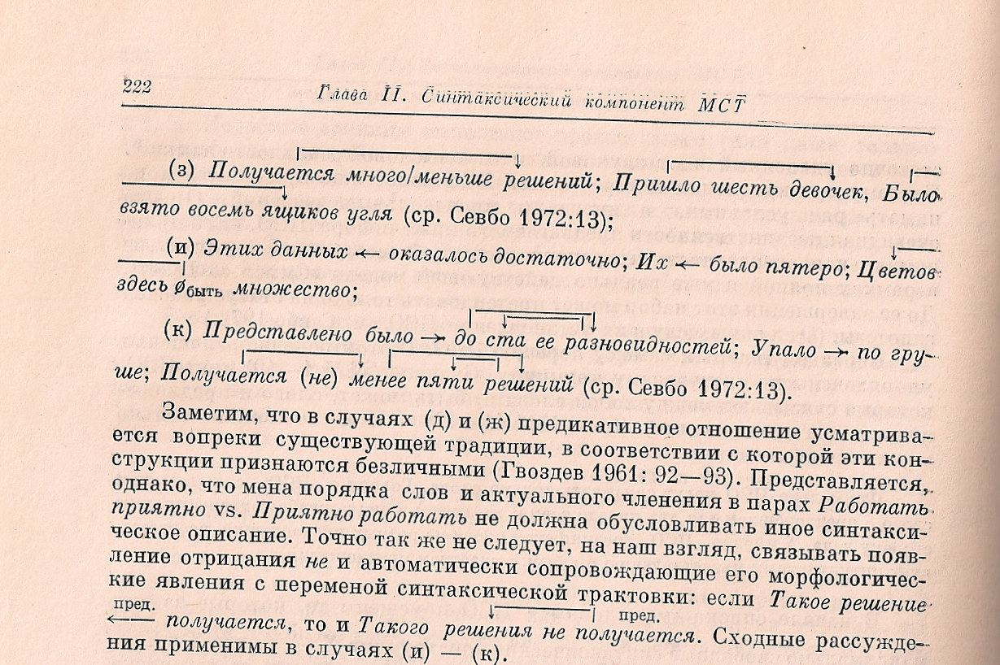 222 Глава II. Синтаксический компонент МСТ
(з) Получается много/меньше решений; Пришло шесть девочек, Было
взято восемь ящиков угля (ср. Севбо 1972:13);
(и) Этих данных ← оказалось достаточно; Их ← было пятеро; Цветов
здесь Øбыть множество;
(к) Представлено было → до ста ее разновидностей; Упало → по гру-
ше; Получается (не) менее пяти решений (ср. Севбо 1972:13).
Заметим, что в случаях (д) и (ж) предикативное отношение усматрива-
ется вопреки существующей традиции, в соответствии с которой эти кон-
струкции признаются безличными (Гвоздев 1961: 92—93). Представляется,
однако, что мена порядка слов и актуального членения в парах Работать
приятно vs. Приятно работать не должна обусловливать иное синтакси-
ческое описание. Точно так же не следует, на наш взгляд, связывать появ-
ление отрицания не и автоматически сопровождающие его морфологичес-
кие явления с переменой синтаксической трактовки: если Такое решение
пред. пред.
← получается, то и Такого решения не получается. Сходные рассужде-
ния применимы в случаях (и) — (к).